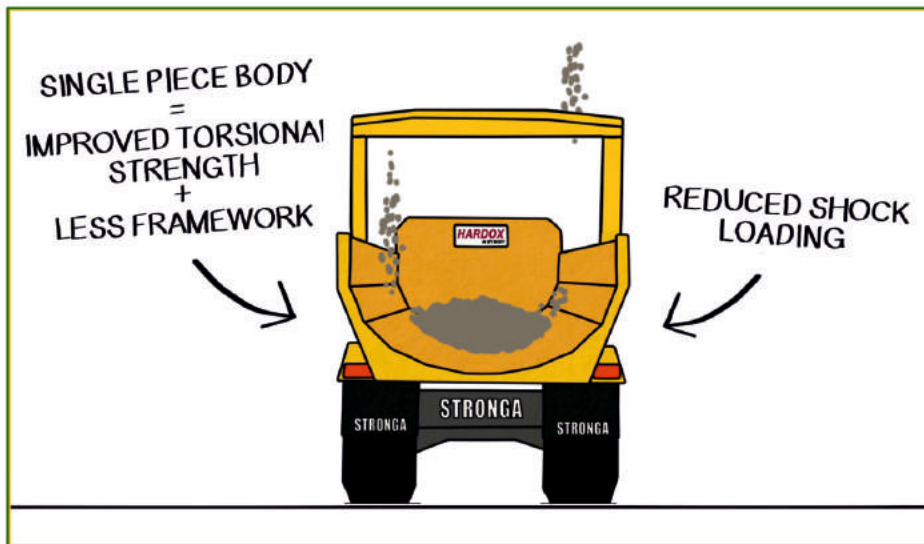 SINGLE PIECE BODY
=
IMPROVED TORSIONAL
STRENGTH
+
LESS FRAMEWORK
REDUCED SHOCK
LOADING
HARDOX
STRONGA
STRONGA
STRONGA